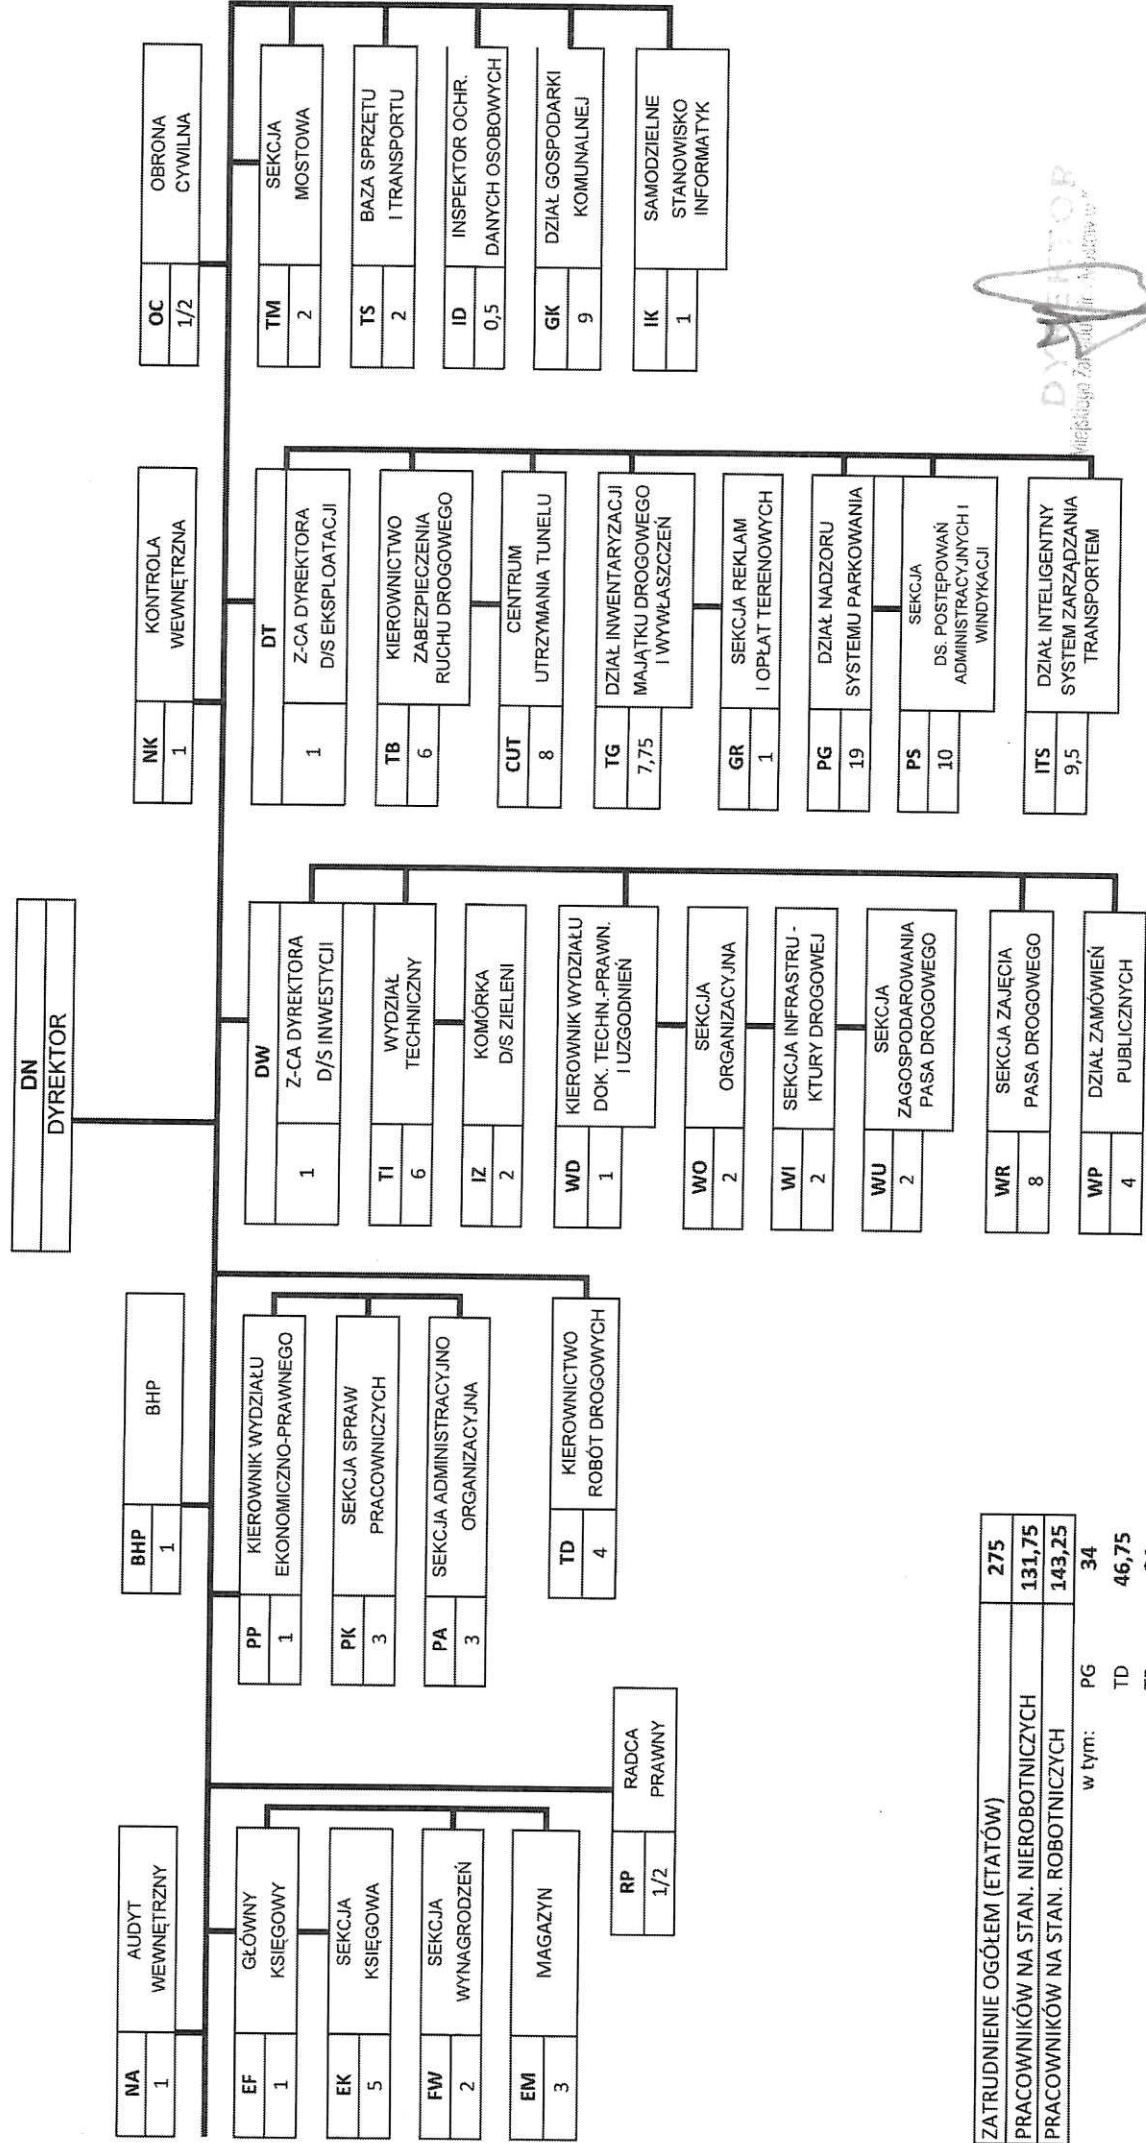 DN
DYREKTOR
NA
1
AUDYT
WEWNĘTRZNY
BHP
1
BHP
NK
1
KONTROLA
WEWNĘTRZNA
OC
1/2
OBRONA
CYWILNA
EF
1
GŁÓWNY
KSIĘGOWY
EK
5
SEKCJA
KSIĘGOWA
FW
2
SEKCJA
WYNAGRODZEŃ
EM
3
MAGAZYN
RP
1/2
RADCA
PRAWNY
PP
1
KIEROWNIK WYDZIAŁU
EKONOMICZNO-PRAWNEGO
PK
3
SEKCJA SPRAW
PRACOWNICZYCH
PA
3
SEKCJA ADMINISTRACYJNO
ORGANIZACYJNA
TD
4
KIEROWNICTWO
ROBÓT DROGOWYCH
DW
1
Z-CA DYREKTORA
D/S INWESTYCJI
TI
6
WYDZIAŁ
TECHNICZNY
IZ
2
KOMÓRKA
D/S ZIELENI
WD
1
KIEROWNIK WYDZIAŁU
DOK. TECHN.-PRAWN.
I UZGODNIEŃ
WO
2
SEKCJA
ORGANIZACYJNA
WI
2
SEKCJA INFRASTRU -
KTURY DROGOWEJ
WU
2
SEKCJA
ZAGOSPODAROWANIA
PASA DROGOWEGO
WR
8
SEKCJA ZAJĘCIA
PASA DROGOWEGO
WP
4
DZIAŁ ZAMÓWIEŃ
PUBLICZNYCH
DT
1
Z-CA DYREKTORA
D/S EKSPLOATACJI
TB
6
KIEROWNICTWO
ZABEZPIECZENIA
RUCHU DROGOWEGO
CUT
8
CENTRUM
UTRZYMANIA TUNELU
TG
7,75
DZIAŁ INWENTARYZACJI
MAJĄTKU DROGOWEGO
I WYWŁASZCZEŃ
GR
1
SEKCJA REKLAM
I OPŁAT TERENOWYCH
PG
19
DZIAŁ NADZORU
SYSTEMU PARKOWANIA
PS
10
SEKCJA
DS. POSTĘPOWAŃ
ADMINISTRACYJNYCH I
WINDYKACJI
ITS
9,5
DZIAŁ INTELIGENTNY
SYSTEM ZARZĄDZANIA
TRANSPORTEM
TM
2
SEKCJA
MOSTOWA
TS
2
BAZA SPRZĘTU
I TRANSPORTU
ID
0,5
INSPEKTOR OCHR.
DANYCH OSOBOWYCH
GK
9
DZIAŁ GOSPODARKI
KOMUNALNEJ
IK
1
SAMODZIELNE
STANOWISKO
INFORMATYK
ZATRUDNIENIE OGÓŁEM (ETATÓW) 275
PRACOWNIKÓW NA STAN. NIEROBOTNICZYCH 131,75
PRACOWNIKÓW NA STAN. ROBOTNICZYCH 143,25
w tym: PG 34
TD 46,75
DYREKTOR